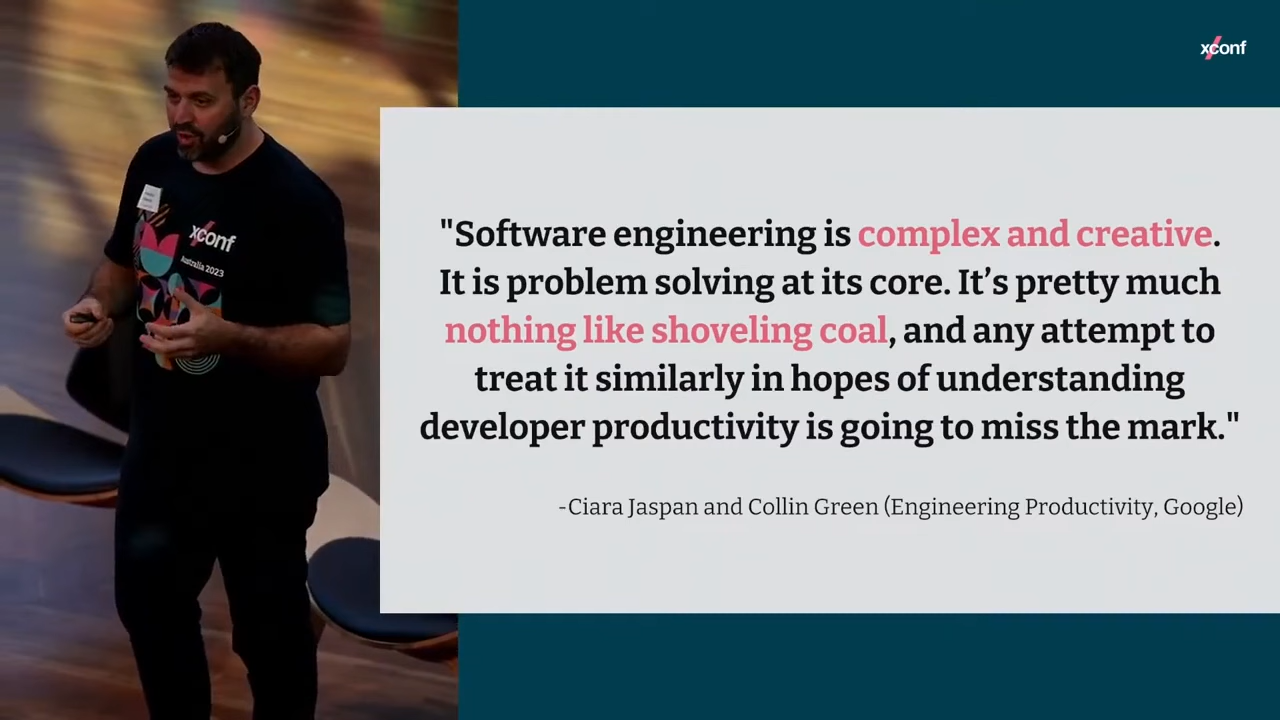 xconf
"Software engineering is complex and creative.
It is problem solving at its core. It’s pretty much
nothing like shoveling coal, and any attempt to
treat it similarly in hopes of understanding
developer productivity is going to miss the mark."
-Ciara Jaspan and Collin Green (Engineering Productivity, Google)
xconf
Australia 2023